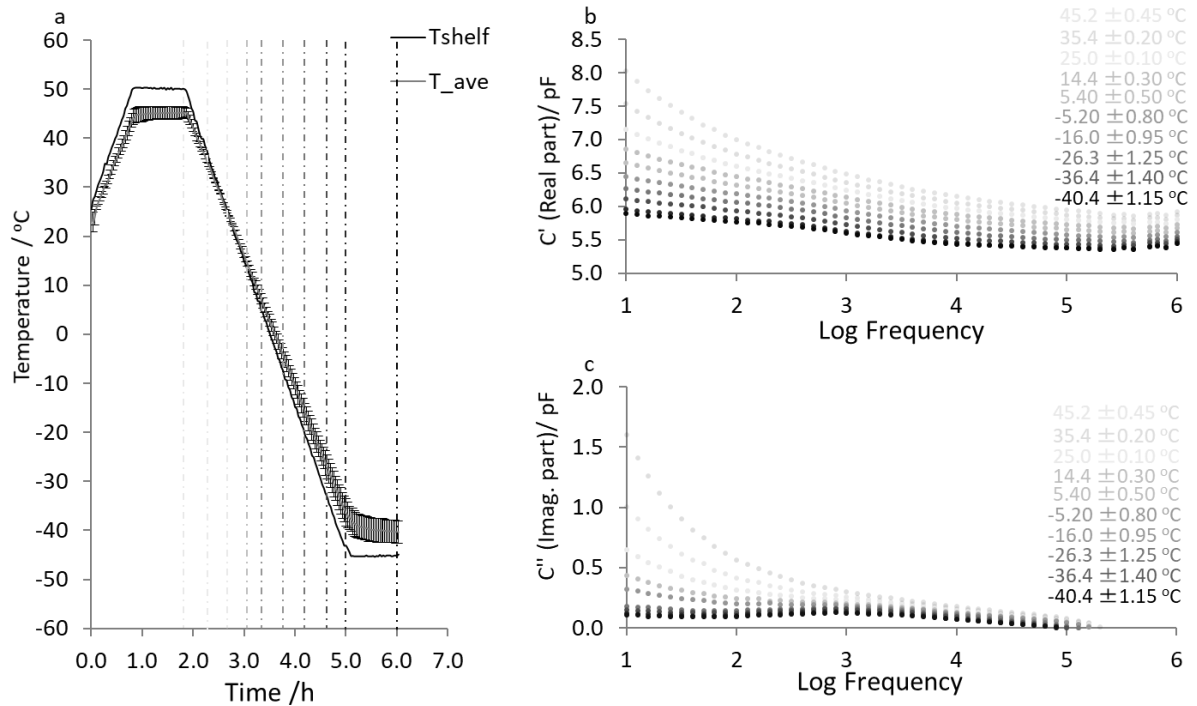 a
60
50
40
30
20
10
0
-10
-20
-30
-40
-50
-60
Temperature / ºC
0.0 1.0 2.0 3.0 4.0 5.0 6.0 7.0
Time /h
Tshelf
T_ave
b
8.5
8.0
7.5
7.0
6.5
6.0
5.5
5.0
C' (Real part)/ pF
1 2 3 4 5 6
Log Frequency
45.2 ±0.45 ºC
35.4 ±0.20 ºC
25.0 ±0.10 ºC
14.4 ±0.30 ºC
5.40 ±0.50 ºC
-5.20 ±0.80 ºC
-16.0 ±0.95 ºC
-26.3 ±1.25 ºC
-36.4 ±1.40 ºC
-40.4 ±1.15 ºC
c
2.0
1.5
1.0
0.5
0.0
C'' (Imag. part)/ pF
1 2 3 4 5 6
Log Frequency
45.2 ±0.45 ºC
35.4 ±0.20 ºC
25.0 ±0.10 ºC
14.4 ±0.30 ºC
5.40 ±0.50 ºC
-5.20 ±0.80 ºC
-16.0 ±0.95 ºC
-26.3 ±1.25 ºC
-36.4 ±1.40 ºC
-40.4 ±1.15 ºC